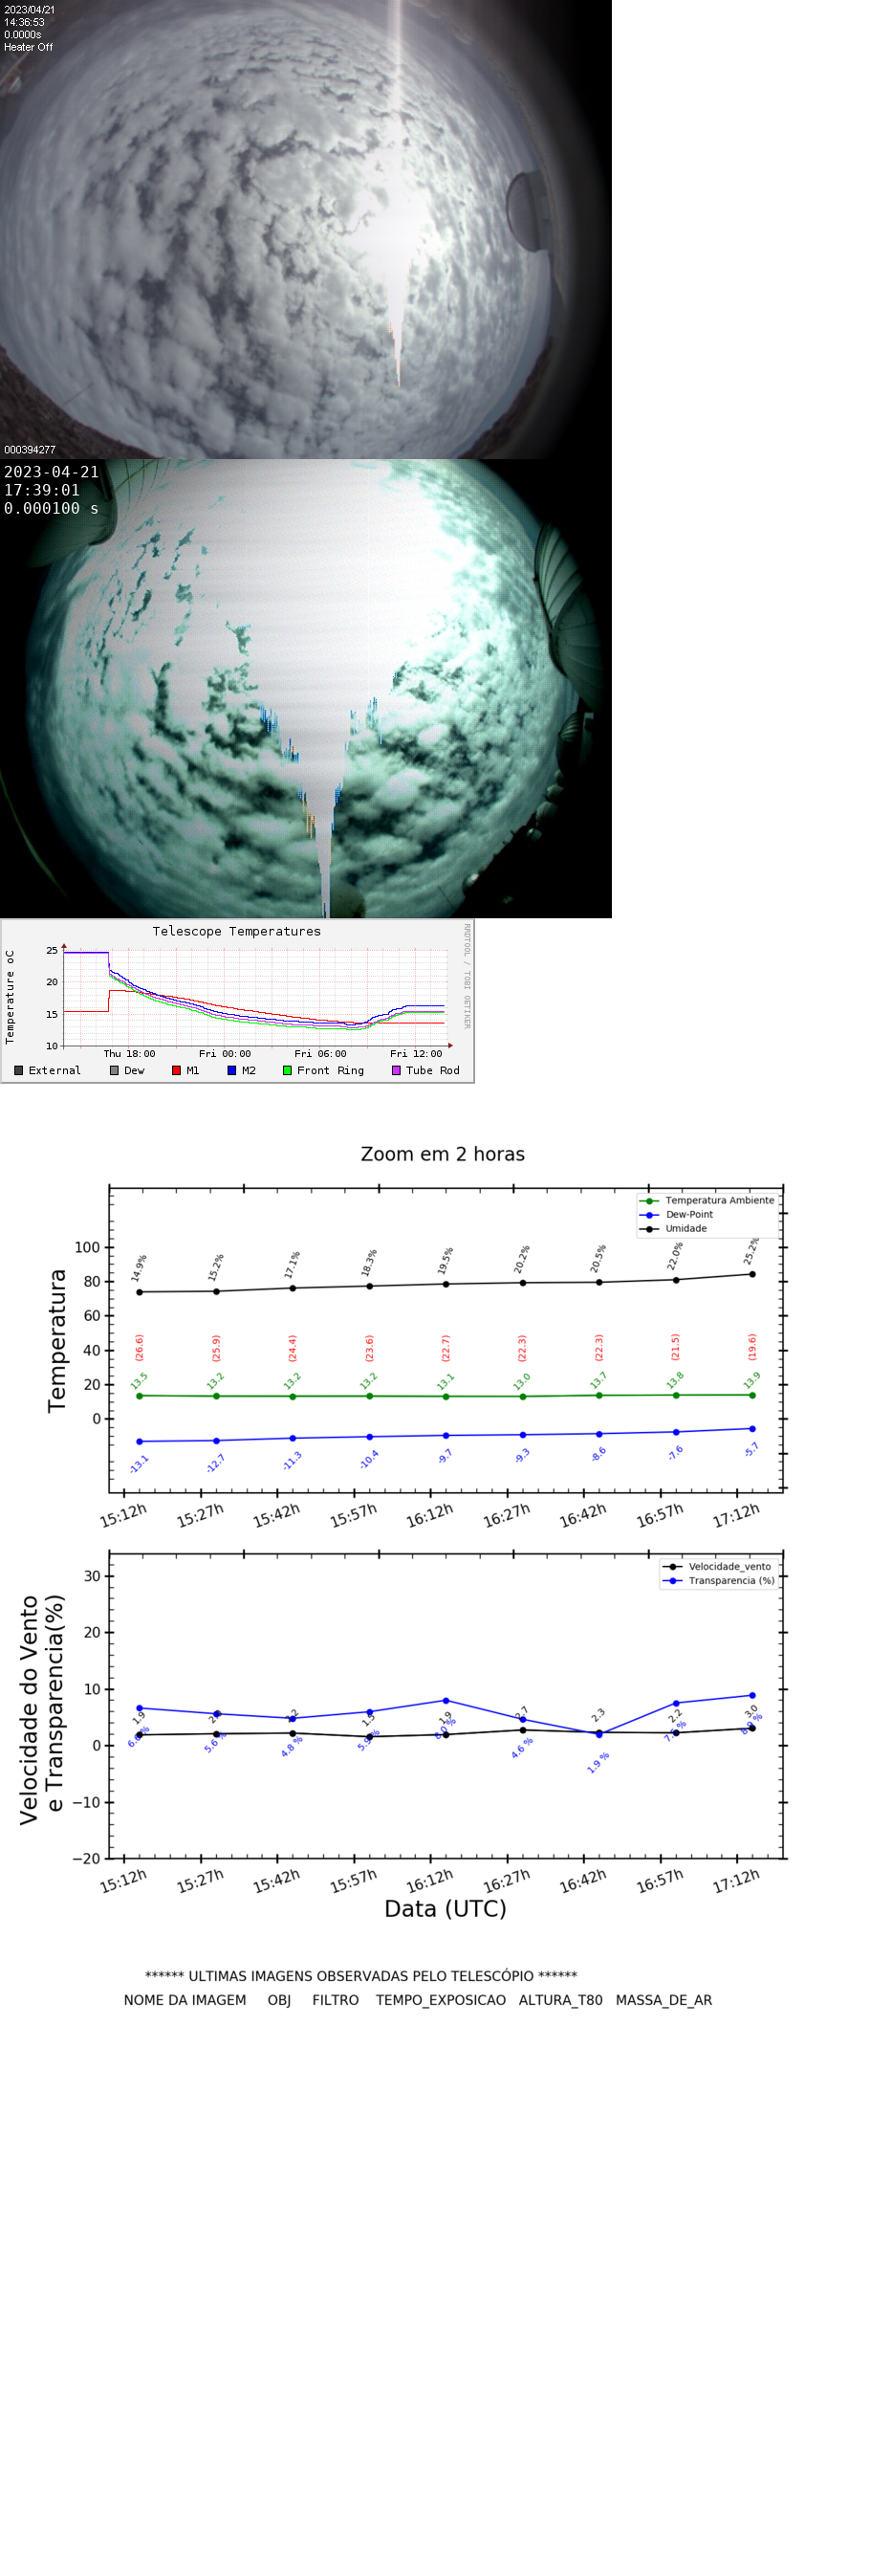 2023/04/21
14:36:53
0.0000s
Heater Off
000394277
2023-04-21
17:39:01
0.000100 s
Telescope Temperatures
RRDTOOL / TOBI OETIKER
Temperature oC
25
20
15
10
Thu 18:00 Fri 00:00 Fri 06:00 Fri 12:00
External Dew M1 M2 Front Ring Tube Rod
Zoom em 2 horas
Temperatura Ambiente
Dew-Point
Umidade
Temperatura
100
80
60
40
20
0
14.9% 15.2% 17.1% 18.3% 19.5% 20.2% 20.5% 22.0% 25.2%
(26.6) (25.9) (24.4) (23.6) (22.7) (22.3) (22.3) (21.5) (19.6)
13.5 13.2 13.2 13.2 13.1 13.0 13.7 13.8 13.9
-13.1 -12.7 -11.3 -10.4 -9.7 -9.3 -8.6 -7.6 -5.7
15:12h 15:27h 15:42h 15:57h 16:12h 16:27h 16:42h 16:57h 17:12h
Velocidade_vento
Transparencia (%)
Velocidade do Vento
e Transparencia(%)
30
20
10
0
−10
−20
1.9 1.9 2.7 2.3 2.2 3.0
5.6 % 4.8 % 4.6 % 1.9 %
15:12h 15:27h 15:42h 15:57h 16:12h 16:27h 16:42h 16:57h 17:12h
Data (UTC)
****** ULTIMAS IMAGENS OBSERVADAS PELO TELESCÓPIO ******
NOME DA IMAGEM OBJ FILTRO TEMPO_EXPOSICAO ALTURA_T80 MASSA_DE_AR